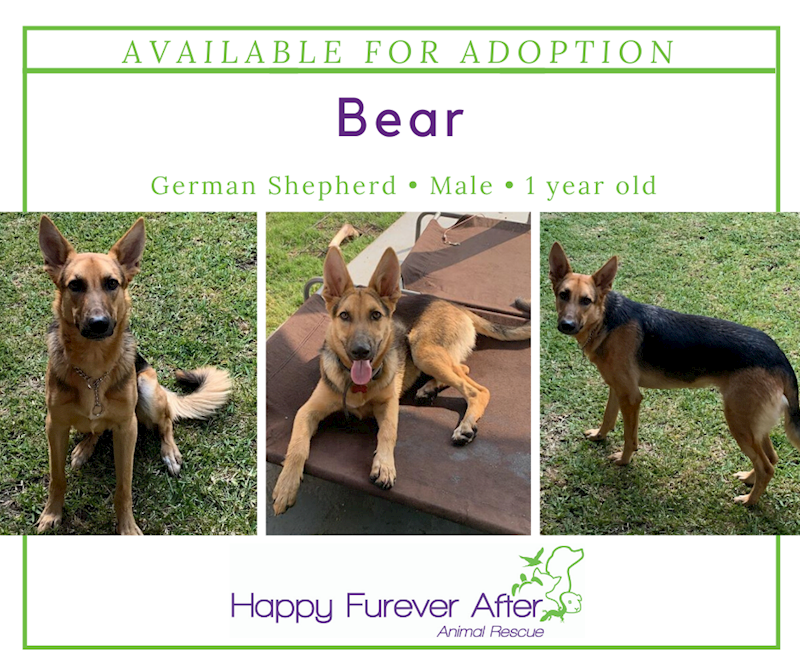 AVAILABLE FOR ADOPTION
Bear
German Shepherd • Male • 1 year old
Happy Furever After
Animal Rescue